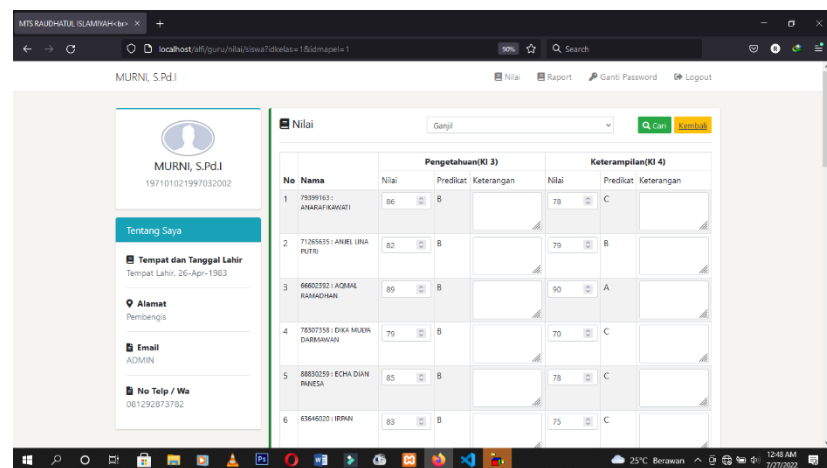 MTS RAUDHATUL ISLAMIYAH<br>
localhost/alfi/guru/nilai/siswa?idkelas=1&idmapel=1
90%
Search
MURNI, S.Pd.I
Nilai Raport Ganti Password Logout
MURNI, S.Pd.I
197101021997032002
Tentang Saya
Tempat dan Tanggal Lahir
Tempat Lahir, 26-Apr-1983
Alamat
Pembengis
Email
ADMIN
No Telp / Wa
081292873782
Nilai
Ganjil
Cari Kembali
Pengetahuan(KI 3) Keterampilan(KI 4)
No Nama Nilai Predikat Keterangan Nilai Predikat Keterangan
1 79399163 : ANARAFIKAWATI 86 B 78 C
2 71265635 : ANJEL LINA PUTRI 82 B 79 B
3 66602392 : AQMAL RAMADHAN 89 B 90 A
4 78307358 : DIKA MULYA DARMAWAN 79 B 70 C
5 88830259 : ECHA DIAN PANESA 85 B 78 C
6 63646020 : IRPAN 83 B 75 C
25°C Berawan
12:48 AM
7/27/2022